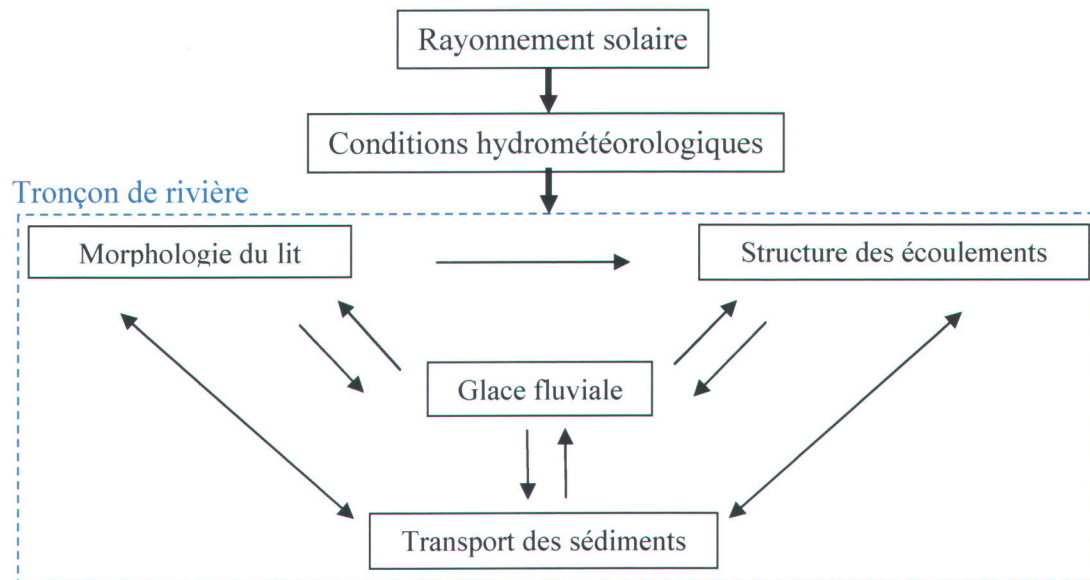 Rayonnement solaire
Conditions hydrométéorologiques
Tronçon de rivière
Morphologie du lit
Structure des écoulements
Glace fluviale
Transport des sédiments